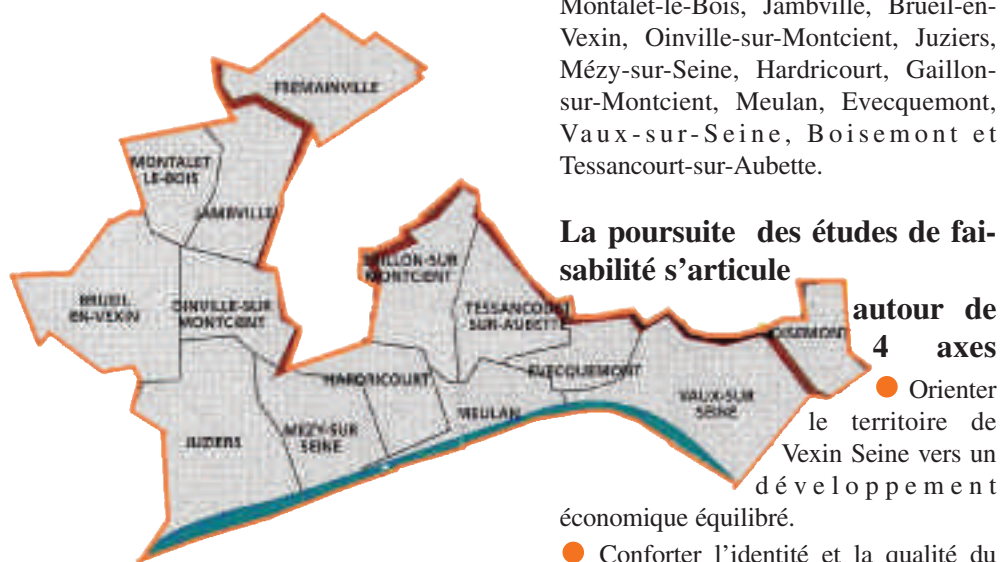 Montalet-le-Bois, Jambville, Brueil-en-
Vexin, Oinville-sur-Montcient, Juziers,
Mézy-sur-Seine, Hardricourt, Gaillon-
sur-Montcient, Meulan, Evecquemont,
Vaux-sur-Seine, Boisemont et
Tessancourt-sur-Aubette.
La poursuite des études de fai-
sabilité s’articule
autour de
4 axes
● Orienter
le territoire de
Vexin Seine vers un
développement
économique équilibré.
● Conforter l’identité et la qualité du
FREMAINVILLE
MONTALET
LE-BOIS
JAMBVILLE
BRUEIL
EN-VEXIN
OINVILLE-SUR
MONTCIENT
GAILLON-SUR
MONTCIENT
TESSANCOURT
SUR-AUBETTE
BOISEMONT
HARDRICOURT
EVECQUEMONT
VAUX-SUR
SEINE
MEULAN
JUZIERS
MEZY-SUR
SEINE